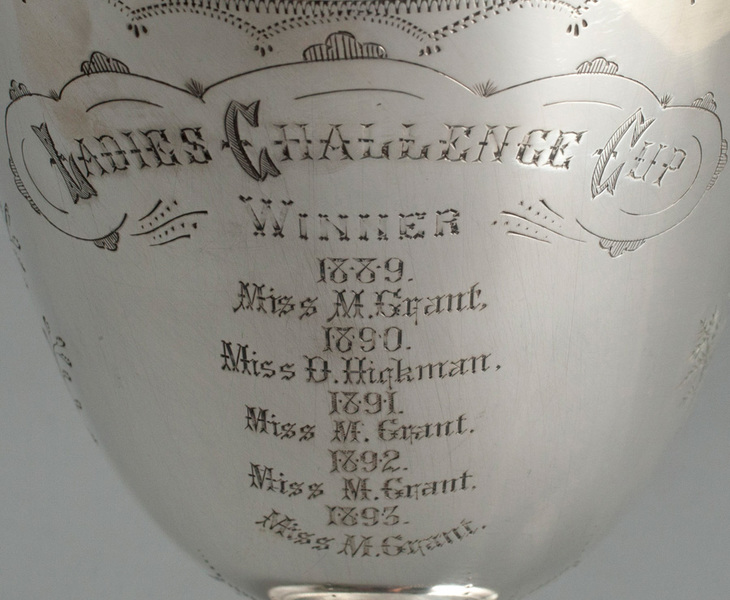 LADIES CHALLENGE CUP
WINNER
1889.
Miss M. Grant,
1890.
Miss D. Hickman,
1891.
Miss M. Grant.
1892.
Miss M. Grant.
1893.
Miss M. Grant.